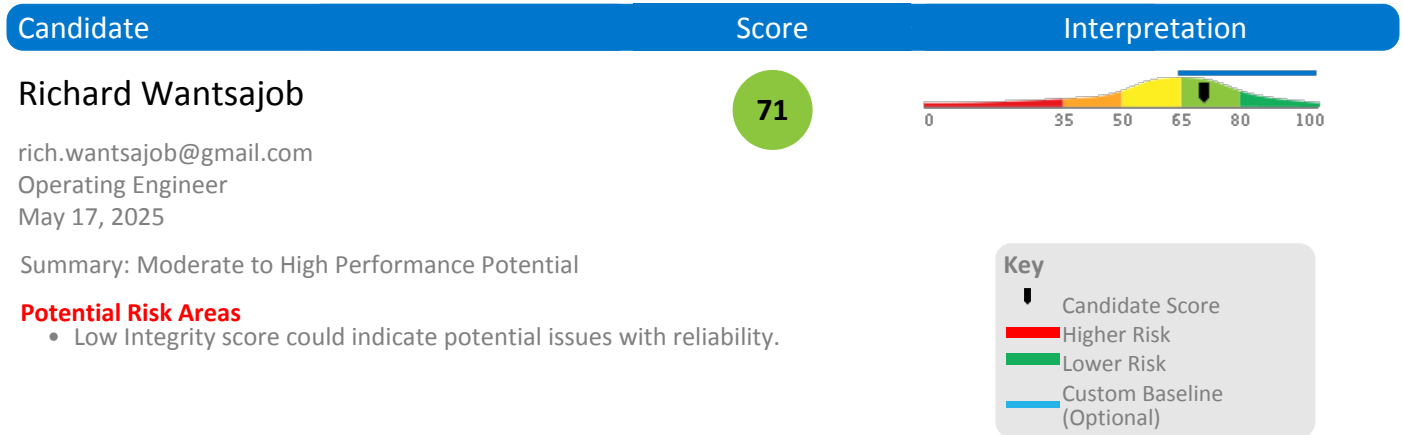 Candidate Score Interpretation
Richard Wantsajob
71
0 35 50 65 80 100
rich.wantsajob@gmail.com
Operating Engineer
May 17, 2025
Summary: Moderate to High Performance Potential
Potential Risk Areas
• Low Integrity score could indicate potential issues with reliability.
Key
Candidate Score
Higher Risk
Lower Risk
Custom Baseline
(Optional)